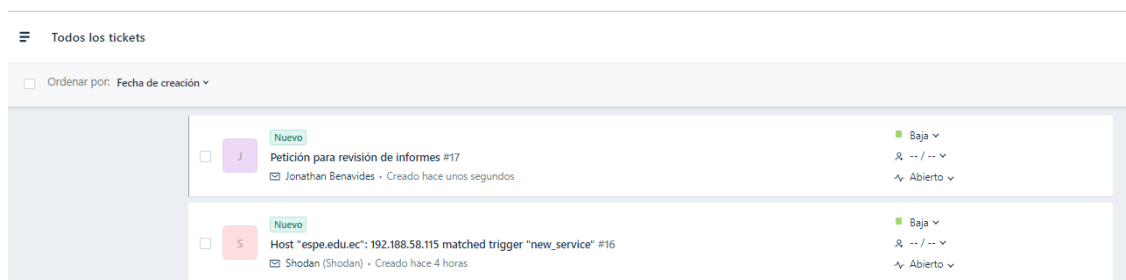 Todos los tickets
Ordenar por: Fecha de creación
Nuevo
J
Petición para revisión de informes #17
Jonathan Benavides • Creado hace unos segundos
Baja
-- / --
Abierto
Nuevo
S
Host "espe.edu.ec": 192.188.58.115 matched trigger "new_service" #16
Shodan (Shodan) • Creado hace 4 horas
Baja
-- / --
Abierto